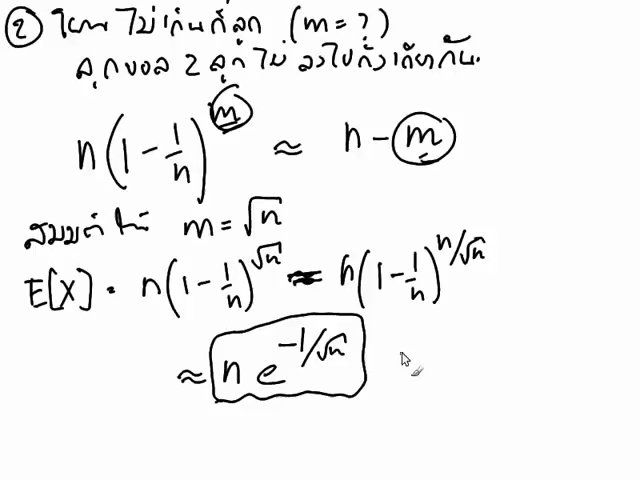 ② โยน ไม่เกินกี่ลูก (m = ?)
ลูกบอล 2 ลูกไม่ลงไปถังเดียวกัน.
n(1 - 1/n)^m ≈ n - m
สมมติให้ m = √n
E[X] = n(1 - 1/n)^√n = n(1 - 1/n)^n/√n
≈ n e^-1/√n